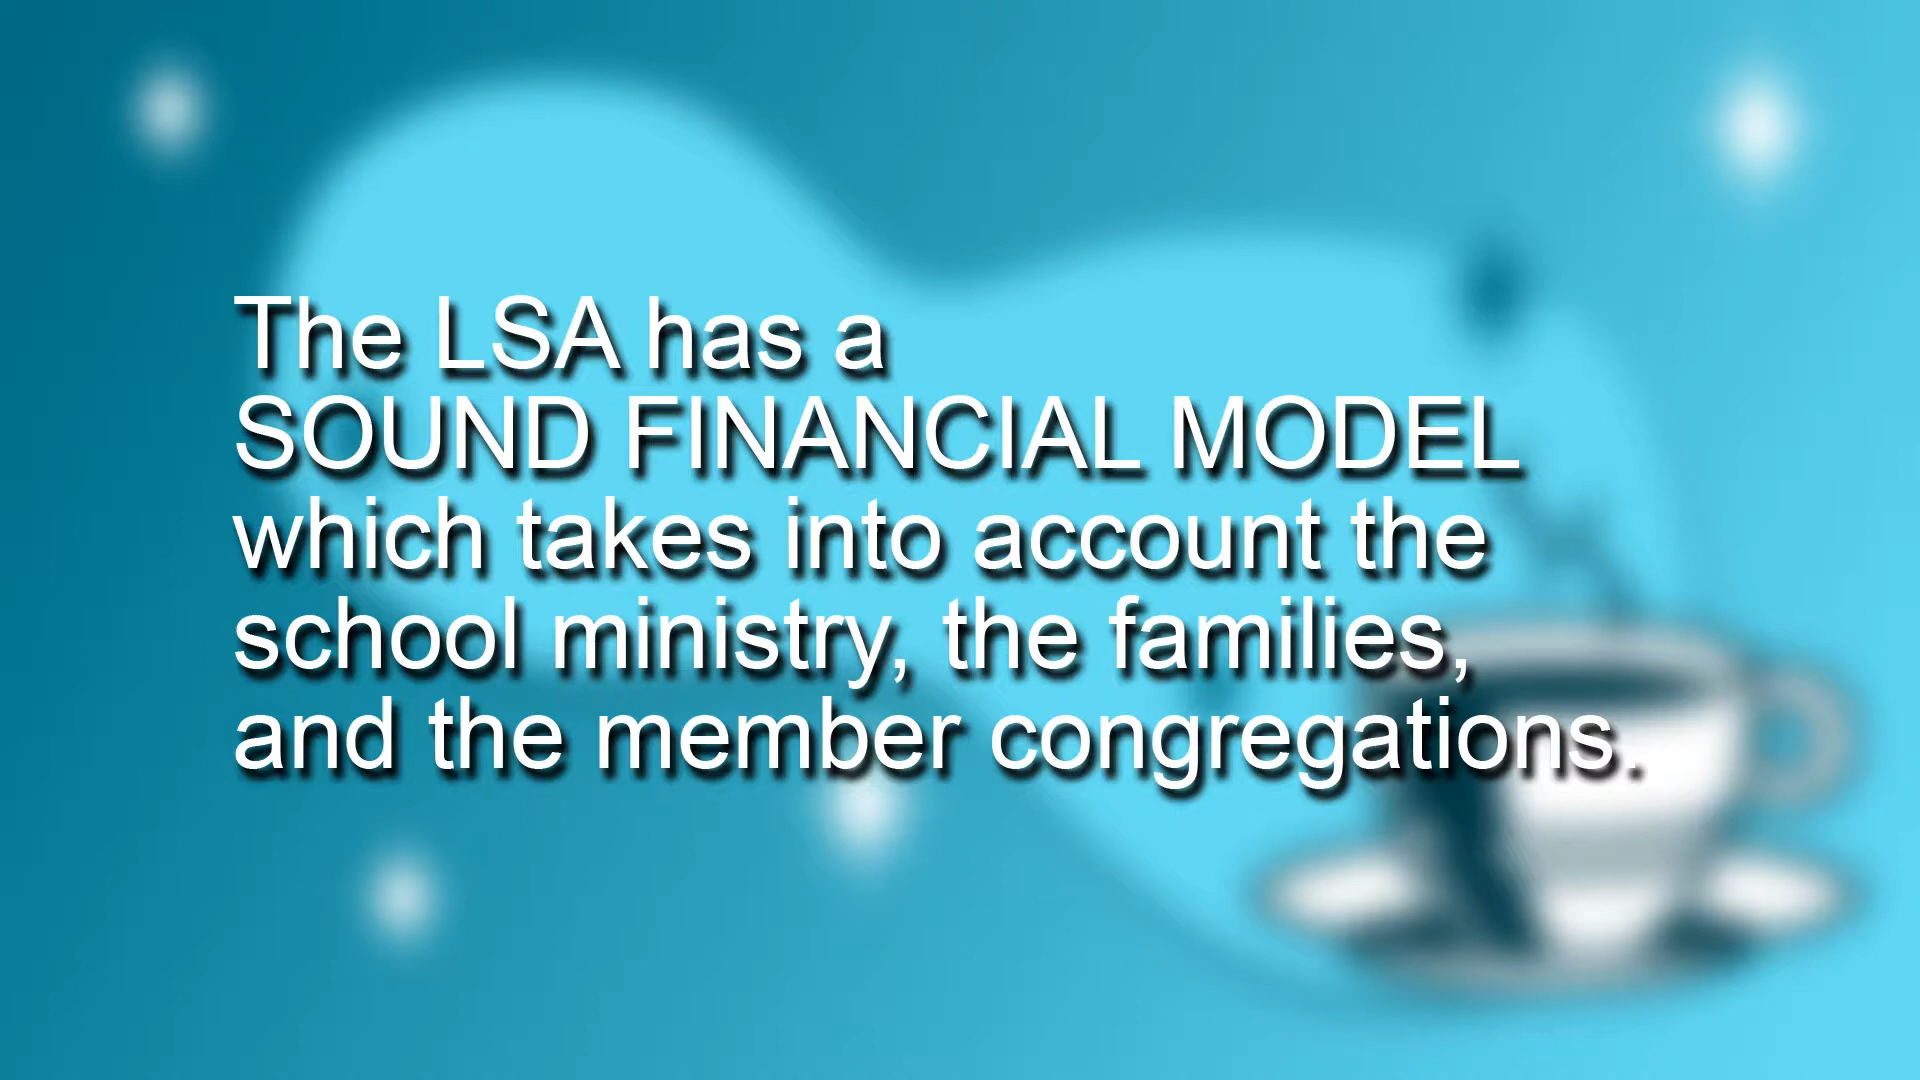 The LSA has a
SOUND FINANCIAL MODEL
which takes into account the
school ministry, the families,
and the member congregations.